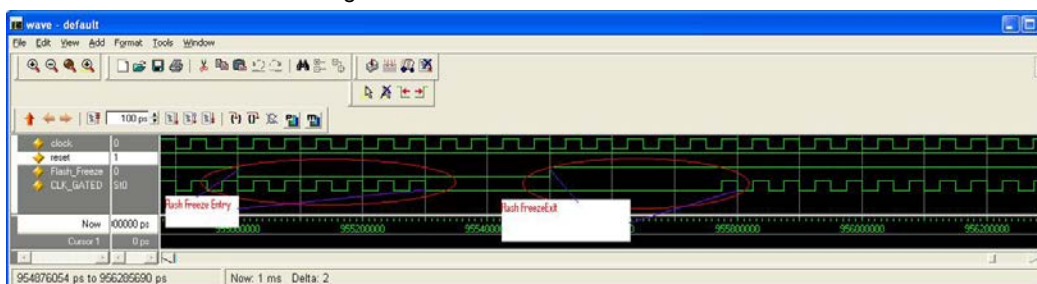 wave - default
File Edit View Add Format Tools Window
100 ps
clock 0
reset 1
Flash_Freeze 0
CLK_GATED St0
Flash Freeze Entry
Flash FreezeExit
Now 00000 ps
955200000 955800000 956000000 956200000
Cursor 1 0 ps
954876054 ps to 956285690 ps Now: 1 ms Delta: 2